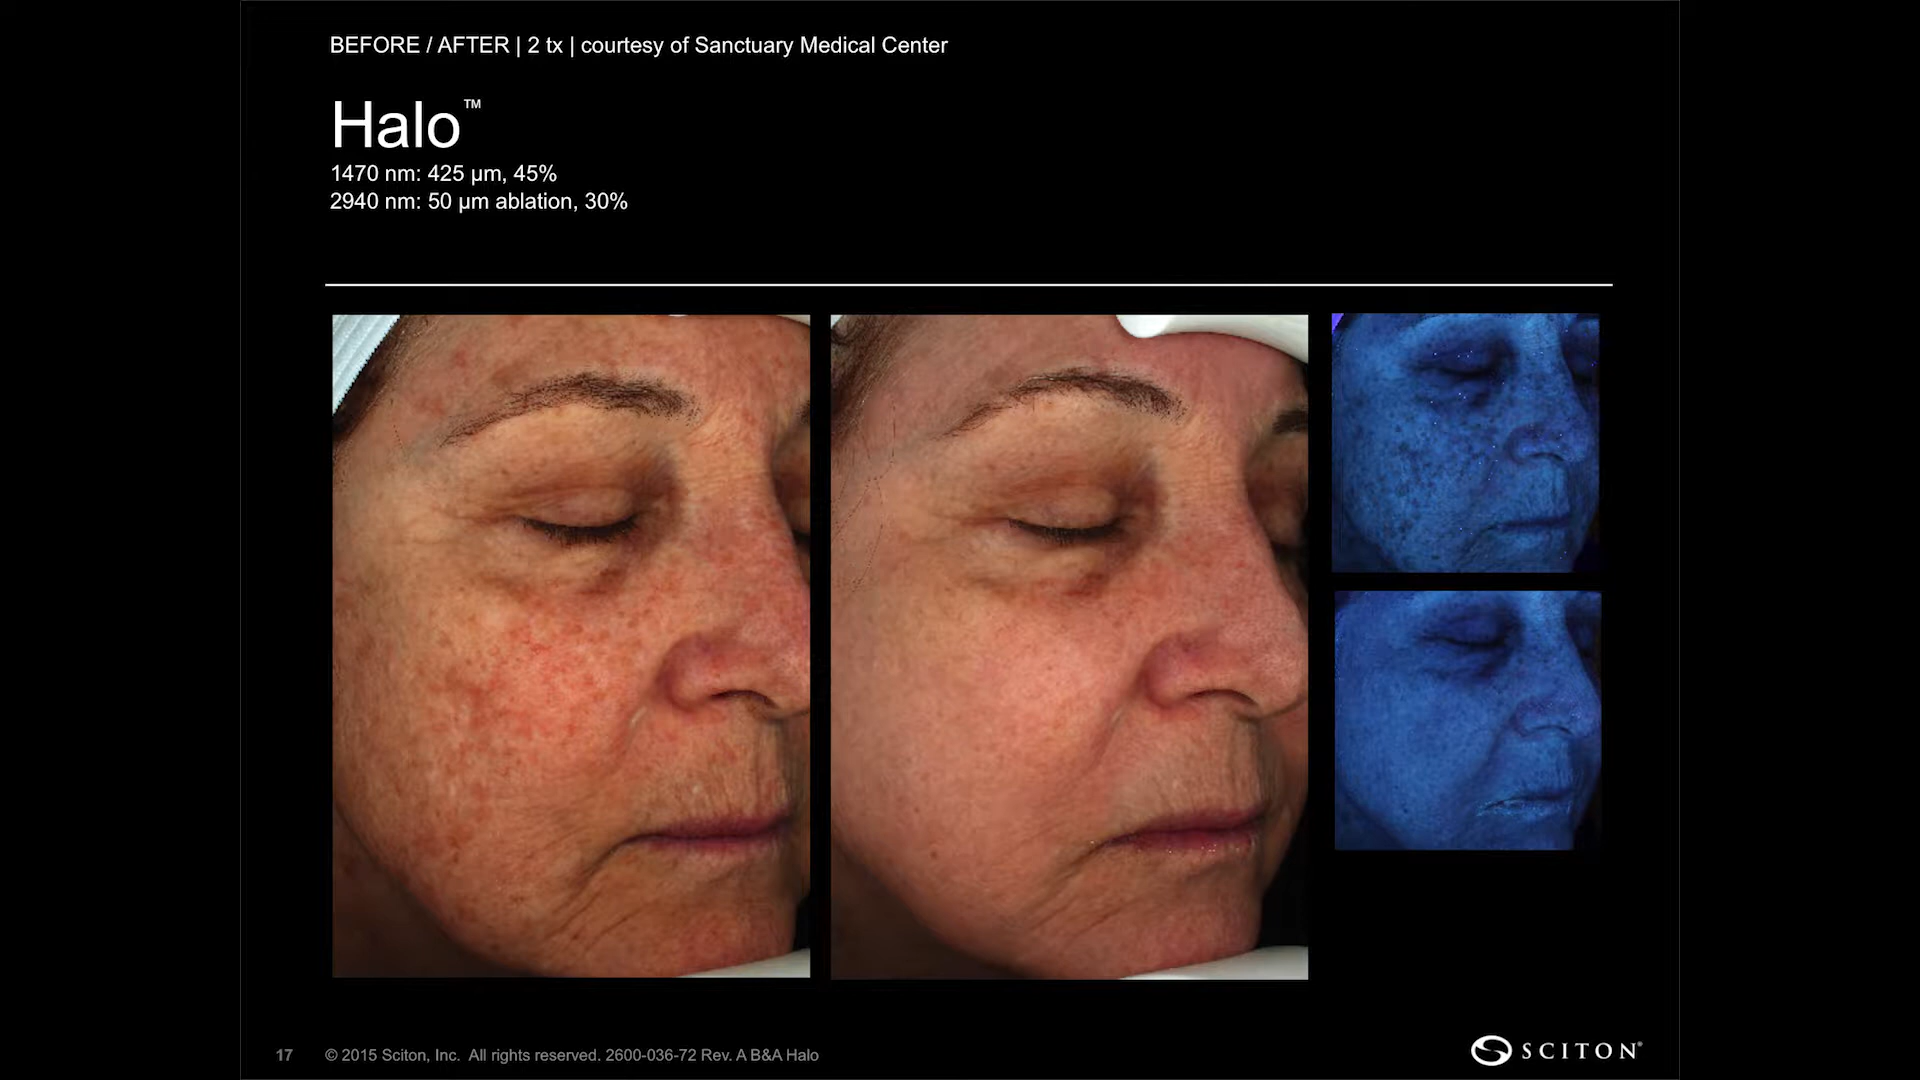 BEFORE / AFTER | 2 tx | courtesy of Sanctuary Medical Center
Halo™
1470 nm: 425 µm, 45%
2940 nm: 50 µm ablation, 30%
17 © 2015 Sciton, Inc. All rights reserved. 2600-036-72 Rev. A B&A Halo
SCITON®